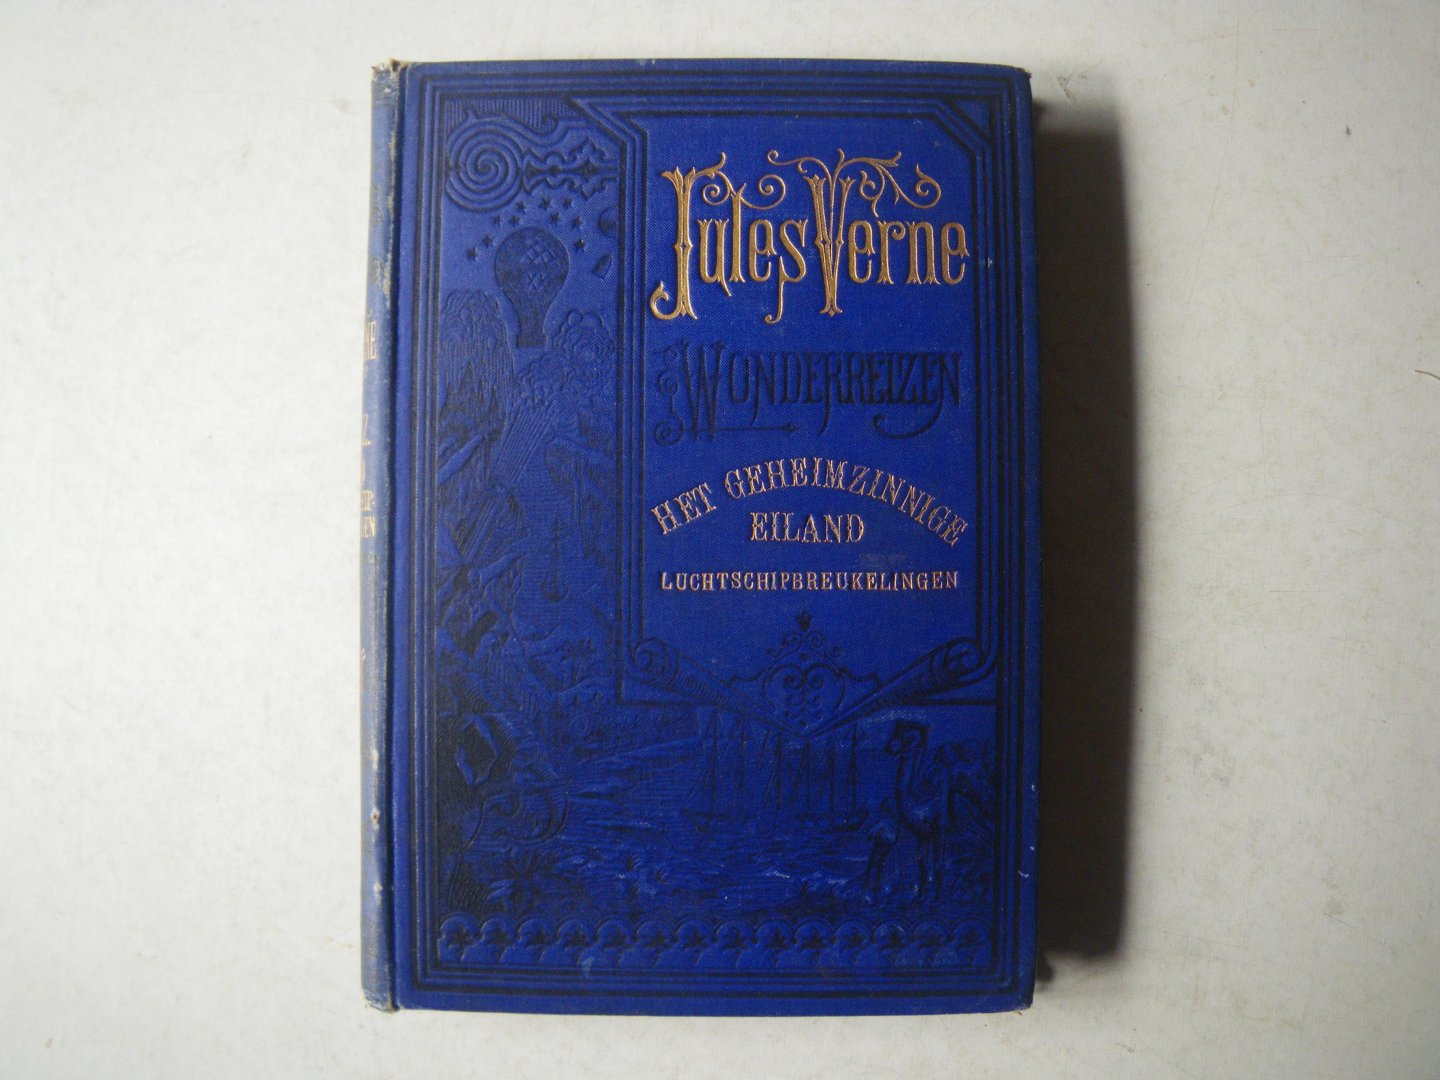 Jules Verne
WONDERREIZEN
HET GEHEIMZINNIGE
EILAND
LUCHTSCHIPBREUKELINGEN